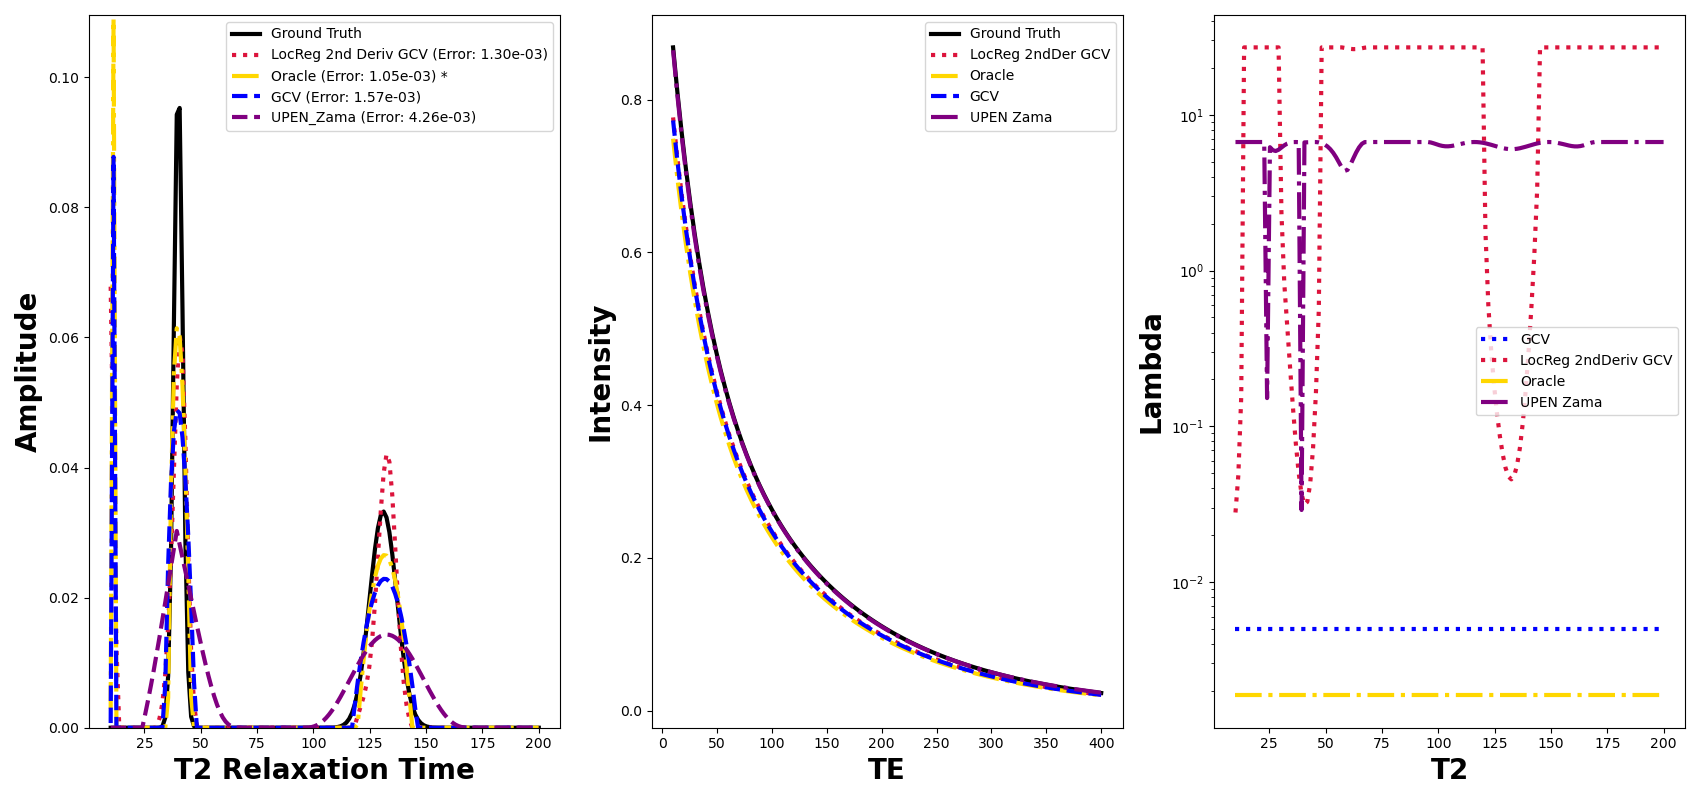 Ground Truth
LocReg 2nd Deriv GCV (Error: 1.30e-03)
Oracle (Error: 1.05e-03) *
GCV (Error: 1.57e-03)
UPEN_Zama (Error: 4.26e-03)
Amplitude
0.10
0.08
0.06
0.04
0.02
0.00
25 50 75 100 125 150 175 200
T2 Relaxation Time
Ground Truth
LocReg 2ndDer GCV
Oracle
GCV
UPEN Zama
Intensity
0.8
0.6
0.4
0.2
0.0
0 50 100 150 200 250 300 350 400
TE
GCV
LocReg 2ndDeriv GCV
Oracle
UPEN Zama
Lambda
10¹
10⁰
10⁻¹
10⁻²
25 50 75 100 125 150 175 200
T2